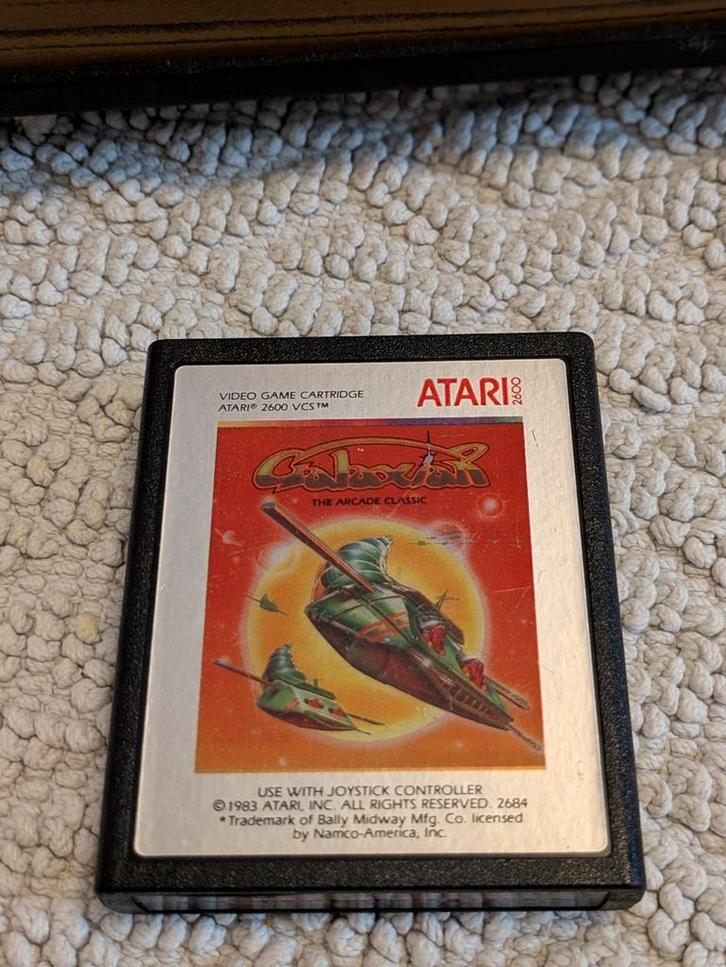 VIDEO GAME CARTRIDGE
ATARI® 2600 VCS™
ATARI 2600
Galaxian
THE ARCADE CLASSIC
USE WITH JOYSTICK CONTROLLER
©1983 ATARI, INC. ALL RIGHTS RESERVED. 2684
*Trademark of Bally Midway Mfg. Co. licensed
by Namco-America, Inc.